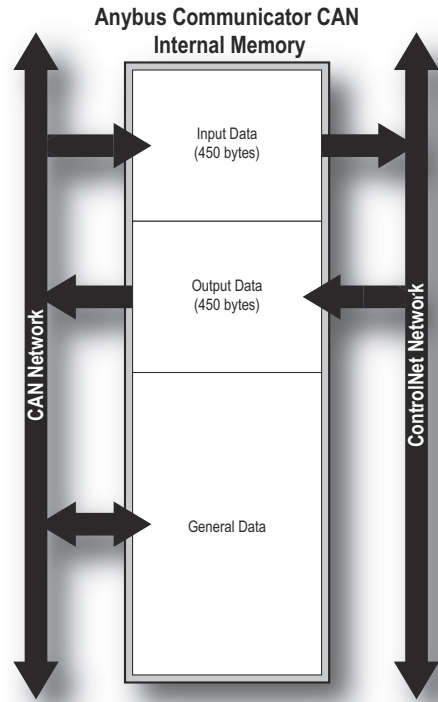 Anybus Communicator CAN
Internal Memory
Input Data
(450 bytes)
Output Data
(450 bytes)
General Data
CAN Network
ControlNet Network